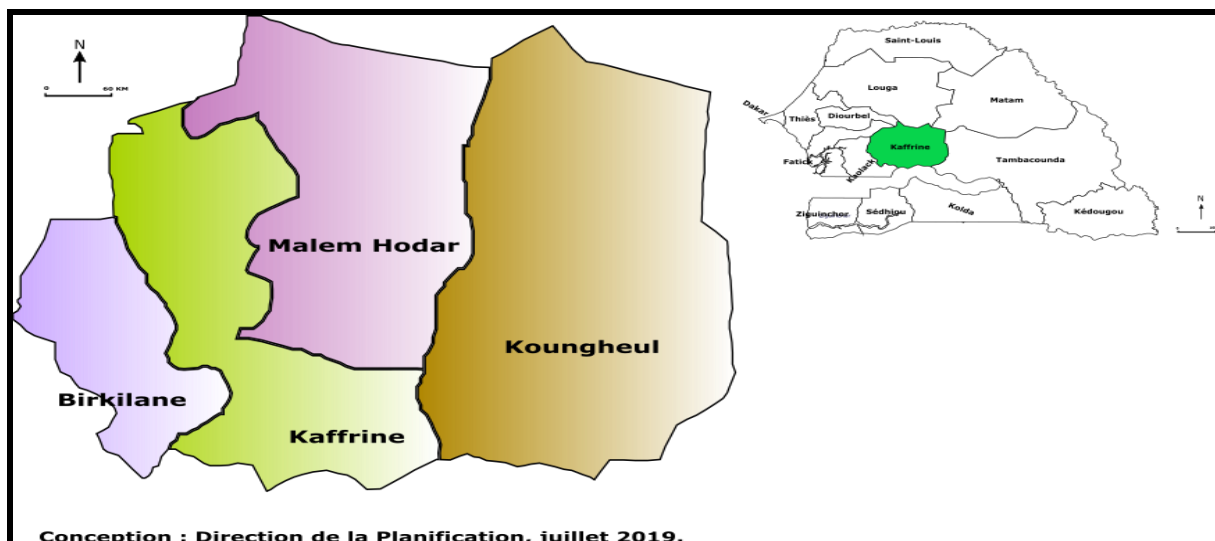 N
0 60 KM
Malem Hodar
Koungheul
Birkilane
Kaffrine
Saint-Louis
Louga
Matam
Dakar
Thiès
Diourbel
Kaffrine
Fatick
Kaolack
Tambacounda
Ziguinchor
Sédhiou
Kolda
Kédougou
N
Conception : Direction de la Planification, juillet 2019.